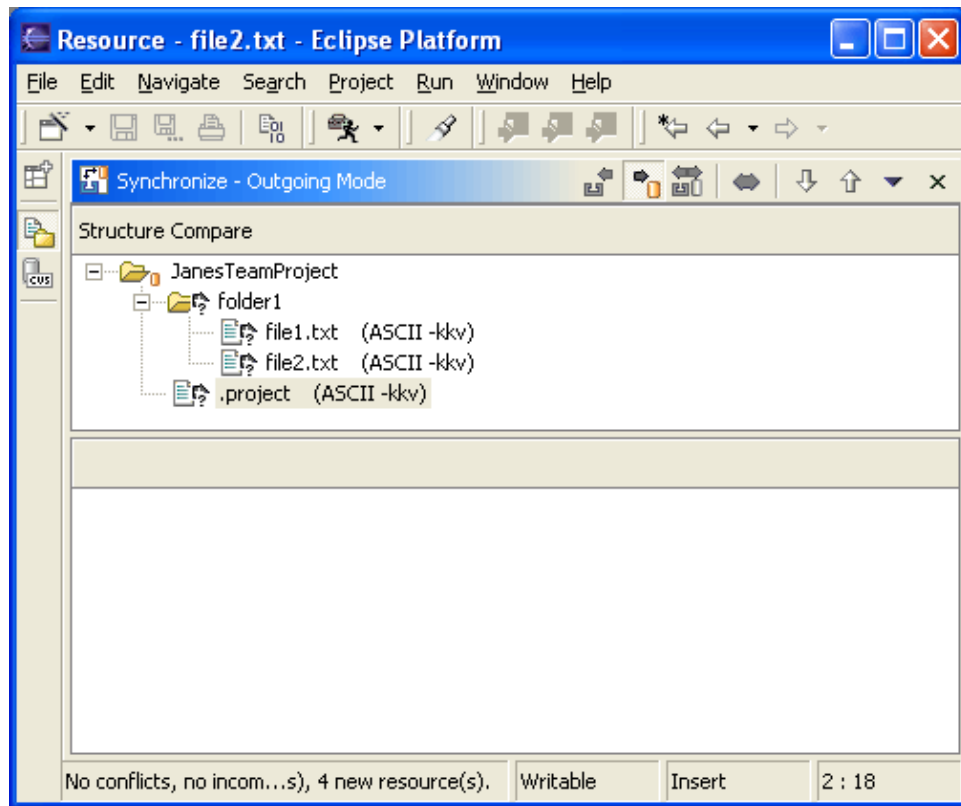 Resource - file2.txt - Eclipse Platform
File Edit Navigate Search Project Run Window Help
Synchronize - Outgoing Mode
Structure Compare
JanesTeamProject
CVS
folder1
file1.txt (ASCII -kkv)
file2.txt (ASCII -kkv)
.project (ASCII -kkv)
No conflicts, no incom...s), 4 new resource(s). Writable Insert 2 : 18